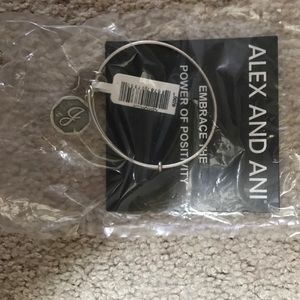 ALEX AND ANI
EMBRACE THE
POWER OF POSITIVITY